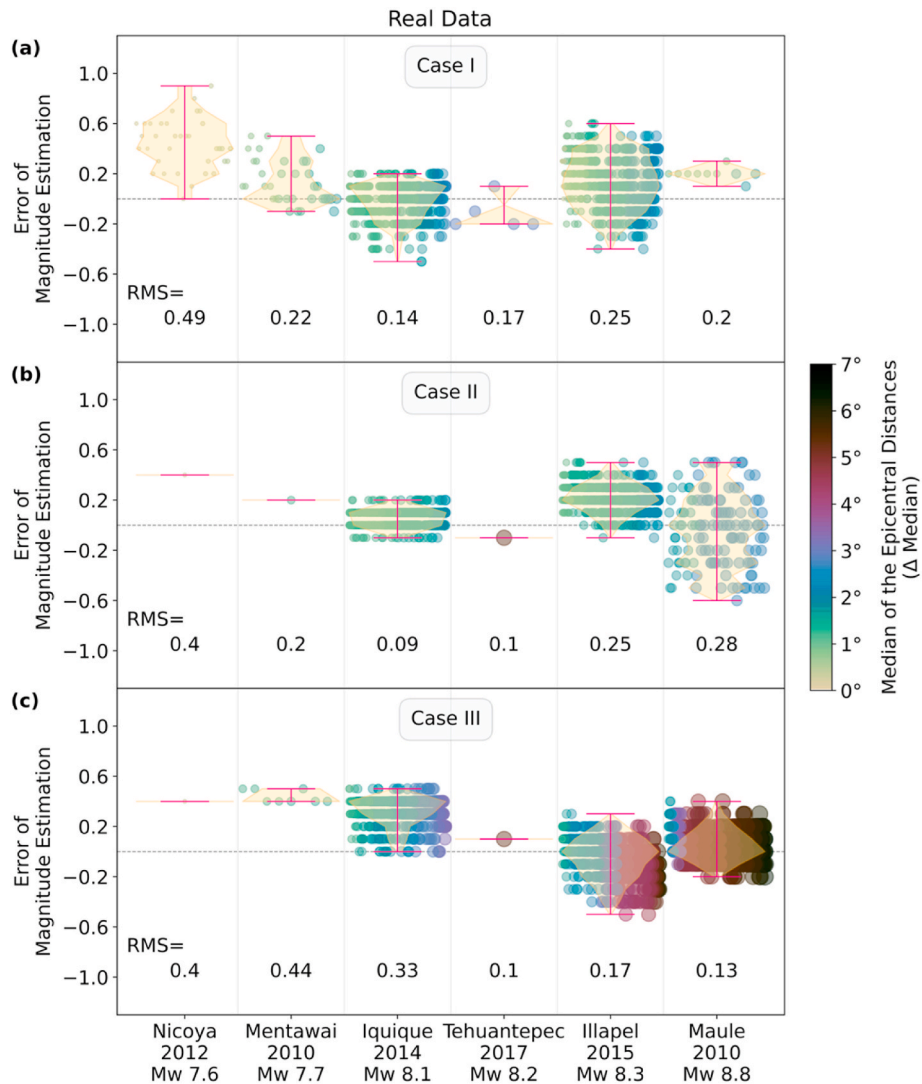 Real Data
(a)
Case I
1.0
0.6
0.2
−0.2
−0.6
−1.0
Error of
Magnitude Estimation
RMS=
0.49 0.22 0.14 0.17 0.25 0.2
(b)
Case II
1.0
0.6
0.2
−0.2
−0.6
−1.0
Error of
Magnitude Estimation
RMS=
0.4 0.2 0.09 0.1 0.25 0.28
7°
6°
5°
4°
3°
2°
1°
0°
Median of the Epicentral Distances
(Δ Median)
(c)
Case III
1.0
0.6
0.2
−0.2
−0.6
−1.0
Error of
Magnitude Estimation
RMS=
0.4 0.44 0.33 0.1 0.17 0.13
Nicoya Mentawai Iquique Tehuantepec Illapel Maule
2012 2010 2014 2017 2015 2010
Mw 7.6 Mw 7.7 Mw 8.1 Mw 8.2 Mw 8.3 Mw 8.8